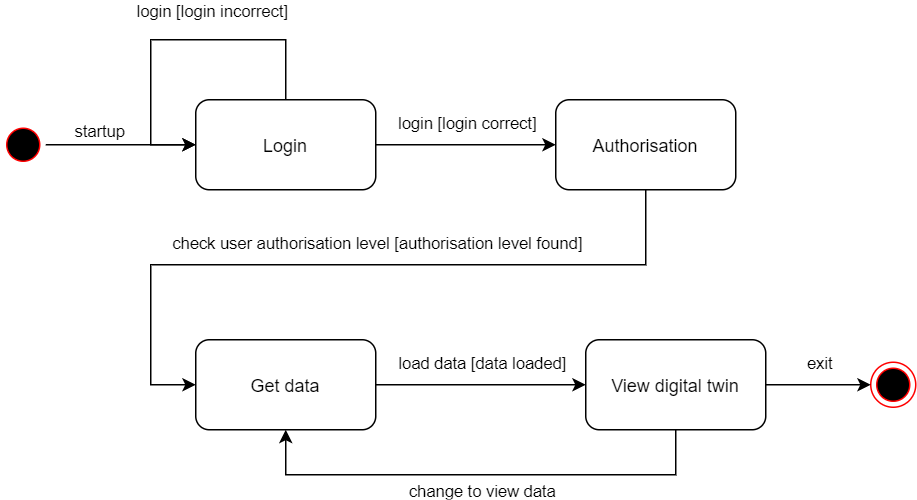 login [login incorrect]
startup
Login
login [login correct]
Authorisation
check user authorisation level [authorisation level found]
Get data
load data [data loaded]
View digital twin
exit
change to view data